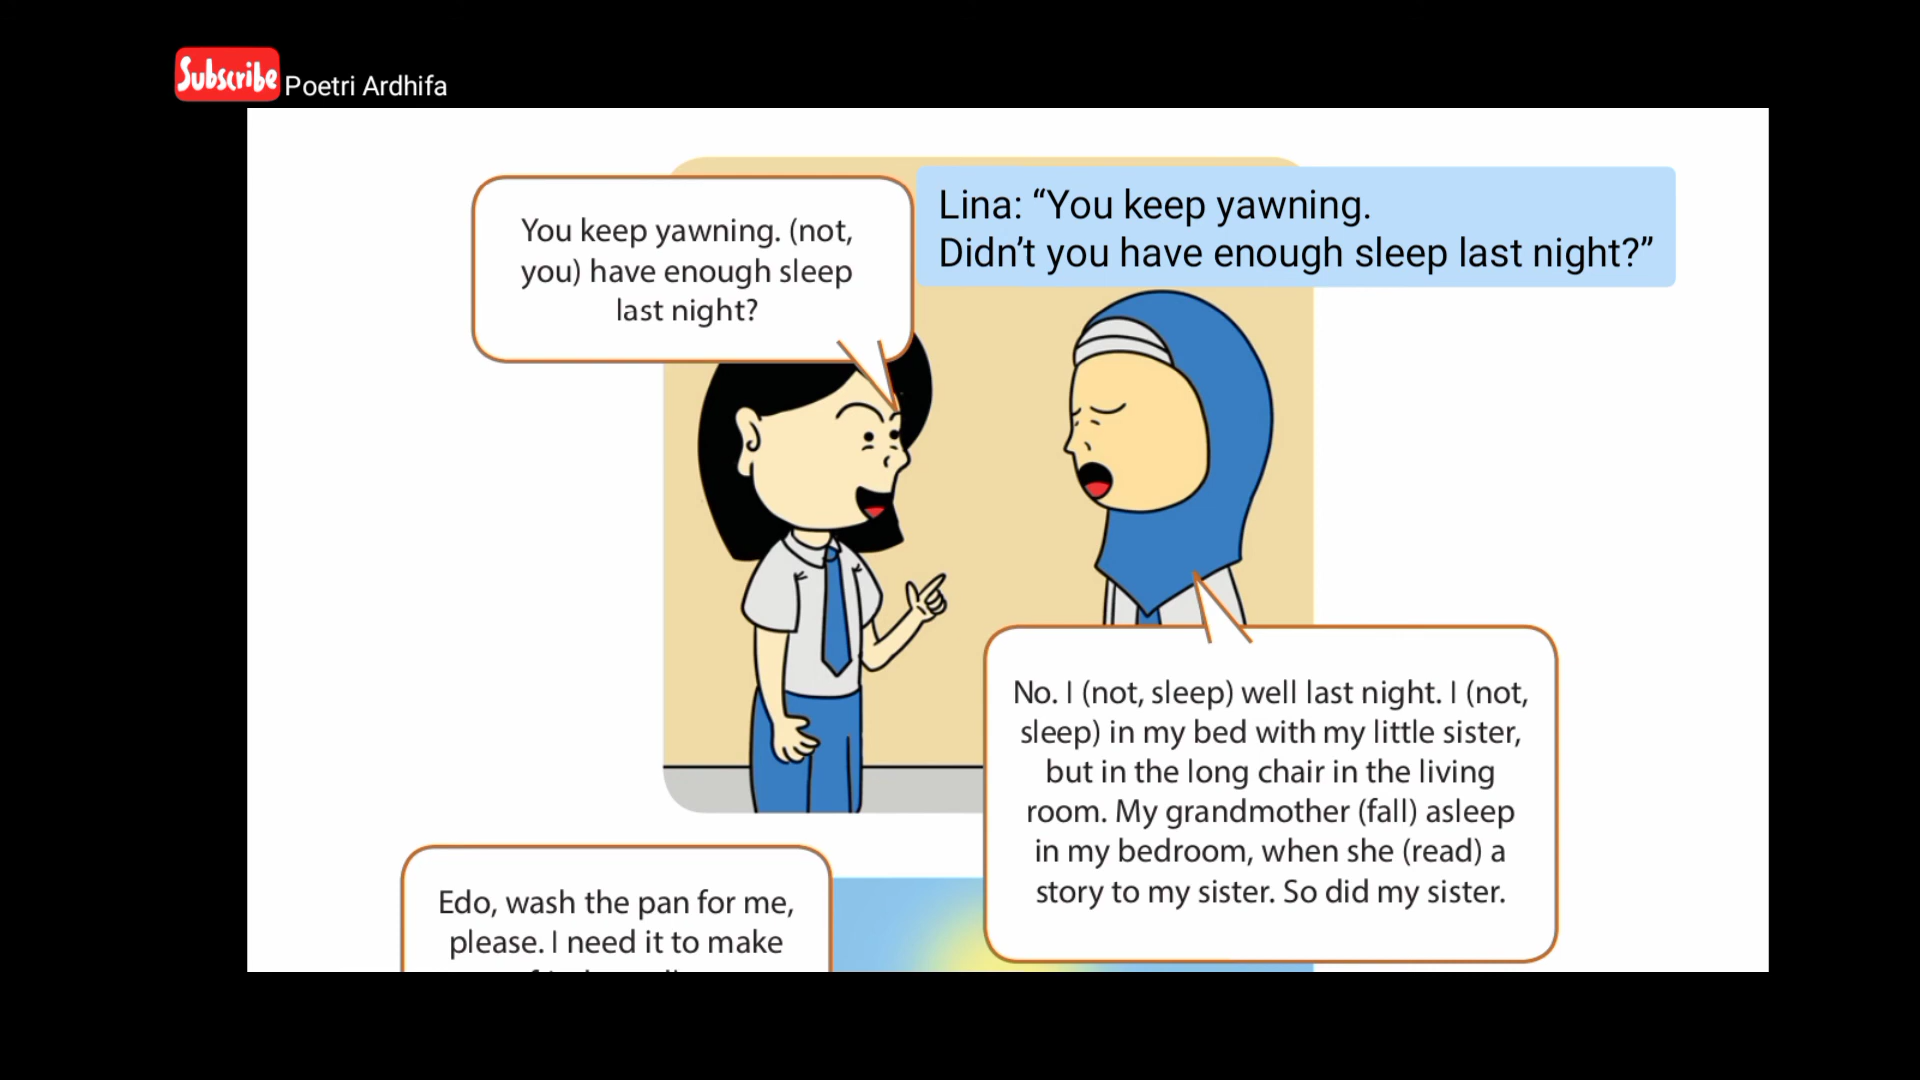 Subscribe Poetri Ardhifa
You keep yawning. (not,
you) have enough sleep
last night?
Lina: “You keep yawning.
Didn’t you have enough sleep last night?”
No. I (not, sleep) well last night. I (not,
sleep) in my bed with my little sister,
but in the long chair in the living
room. My grandmother (fall) asleep
in my bedroom, when she (read) a
story to my sister. So did my sister.
Edo, wash the pan for me,
please. I need it to make